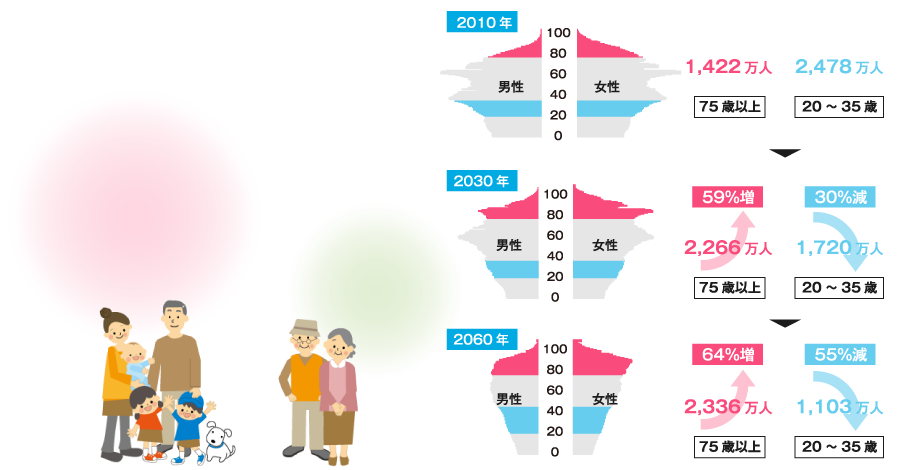 2010年
100
80
60
40
20
0
男性
女性
1,422万人
2,478万人
75歳以上
20～35歳
2030年
100
80
60
40
20
0
男性
女性
59%増
30%減
2,266万人
1,720万人
75歳以上
20～35歳
2060年
100
80
60
40
20
0
男性
女性
64%増
55%減
2,336万人
1,103万人
75歳以上
20～35歳